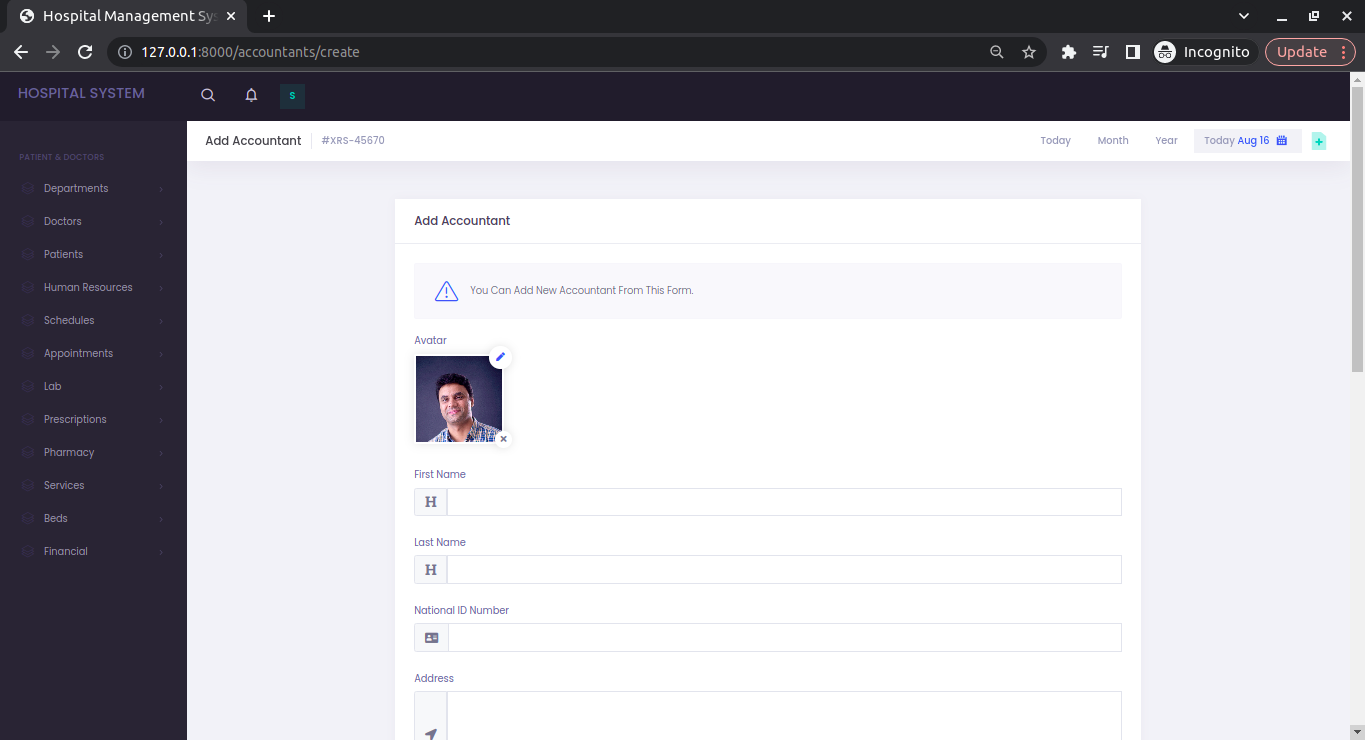 Hospital Management Sys
127.0.0.1:8000/accountants/create
Incognito
Update
HOSPITAL SYSTEM
S
Add Accountant
#XRS-45670
Today
Month
Year
Today Aug 16
PATIENT & DOCTORS
Departments
Doctors
Patients
Human Resources
Schedules
Appointments
Lab
Prescriptions
Pharmacy
Services
Beds
Financial
Add Accountant
You Can Add New Accountant From This Form.
Avatar
First Name
H
Last Name
H
National ID Number
Address